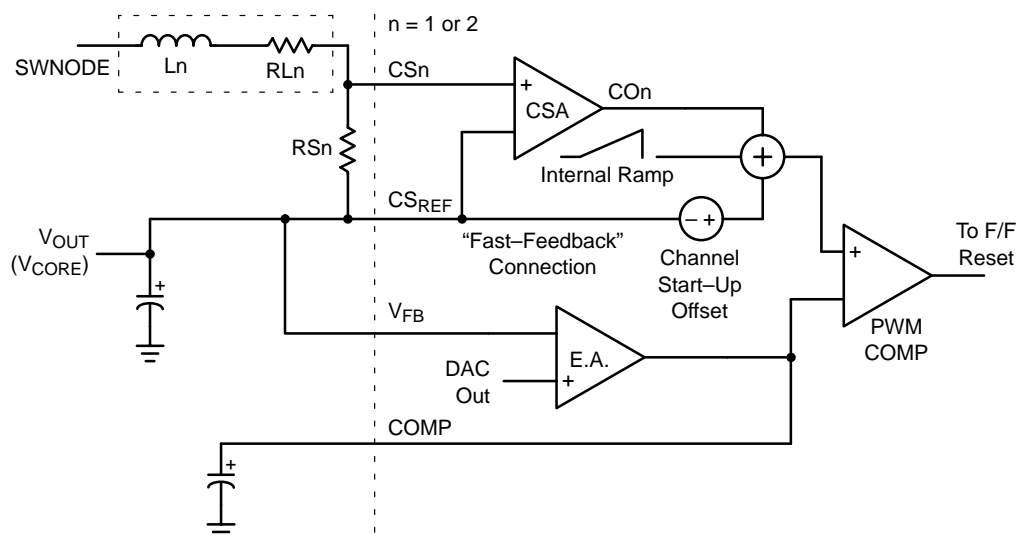 n = 1 or 2
SWNODE
Ln
RLn
CSn
+
CSA
COn
RSn
+
Internal Ramp
CSREF
− +
VOUT
(VCORE)
"Fast–Feedback"
Connection
Channel
Start–Up
Offset
+
To F/F
Reset
+
VFB
PWM
COMP
E.A.
DAC
Out
+
COMP
+